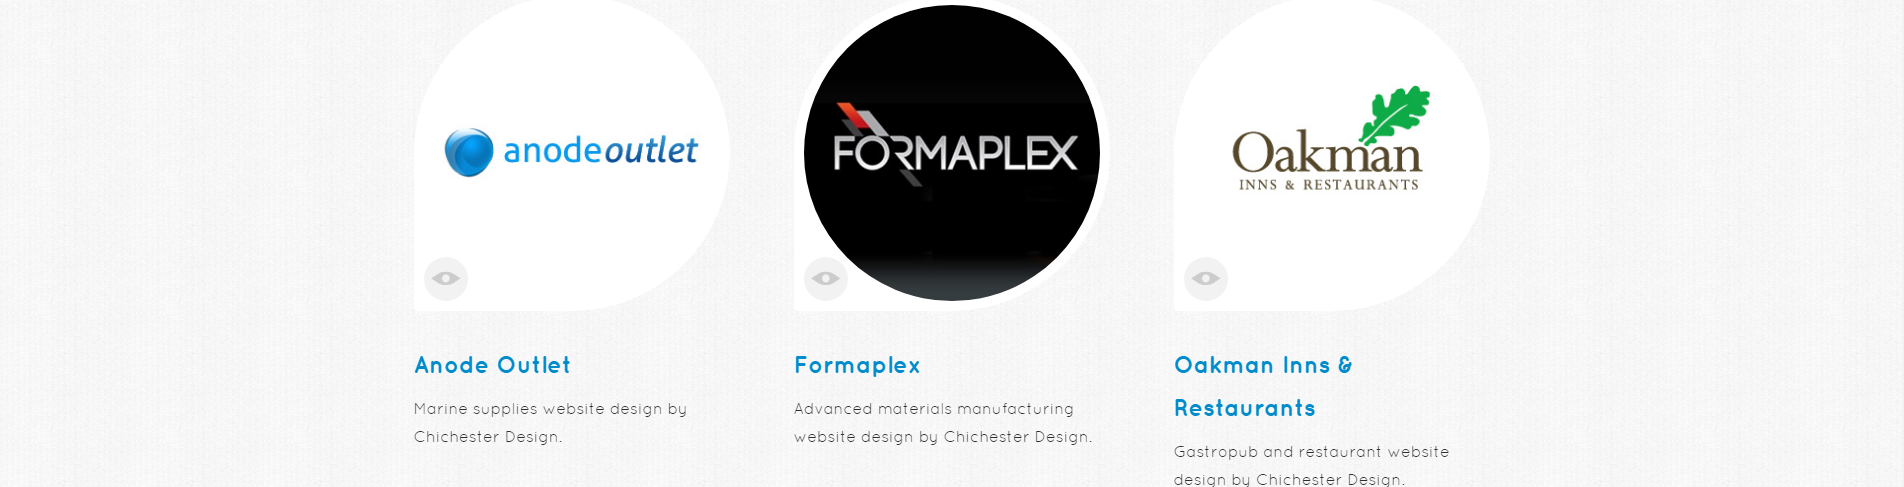 anodeoutlet
FORMAPLEX
Oakman
INNS & RESTAURANTS
Anode Outlet
Marine supplies website design by
Chichester Design.
Formaplex
Advanced materials manufacturing
website design by Chichester Design.
Oakman Inns &
Restaurants
Gastropub and restaurant website
design by Chichester Design.